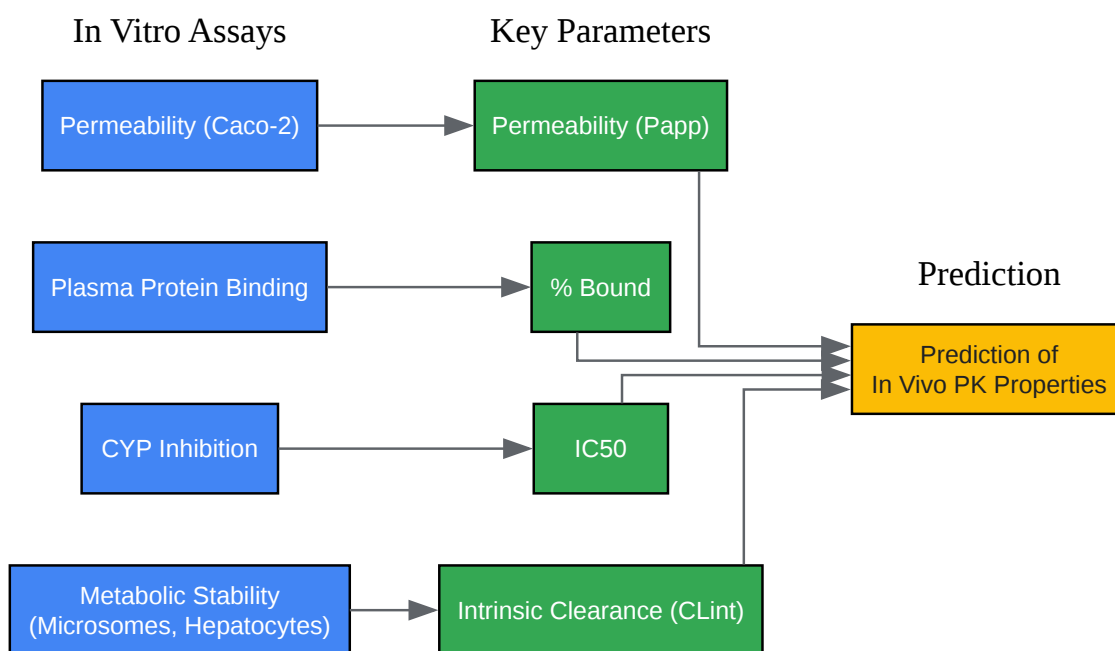 In Vitro Assays
Key Parameters
Permeability (Caco-2)
Permeability (Papp)
Plasma Protein Binding
% Bound
Prediction
Prediction of
In Vivo PK Properties
CYP Inhibition
IC50
Metabolic Stability
(Microsomes, Hepatocytes)
Intrinsic Clearance (CLint)